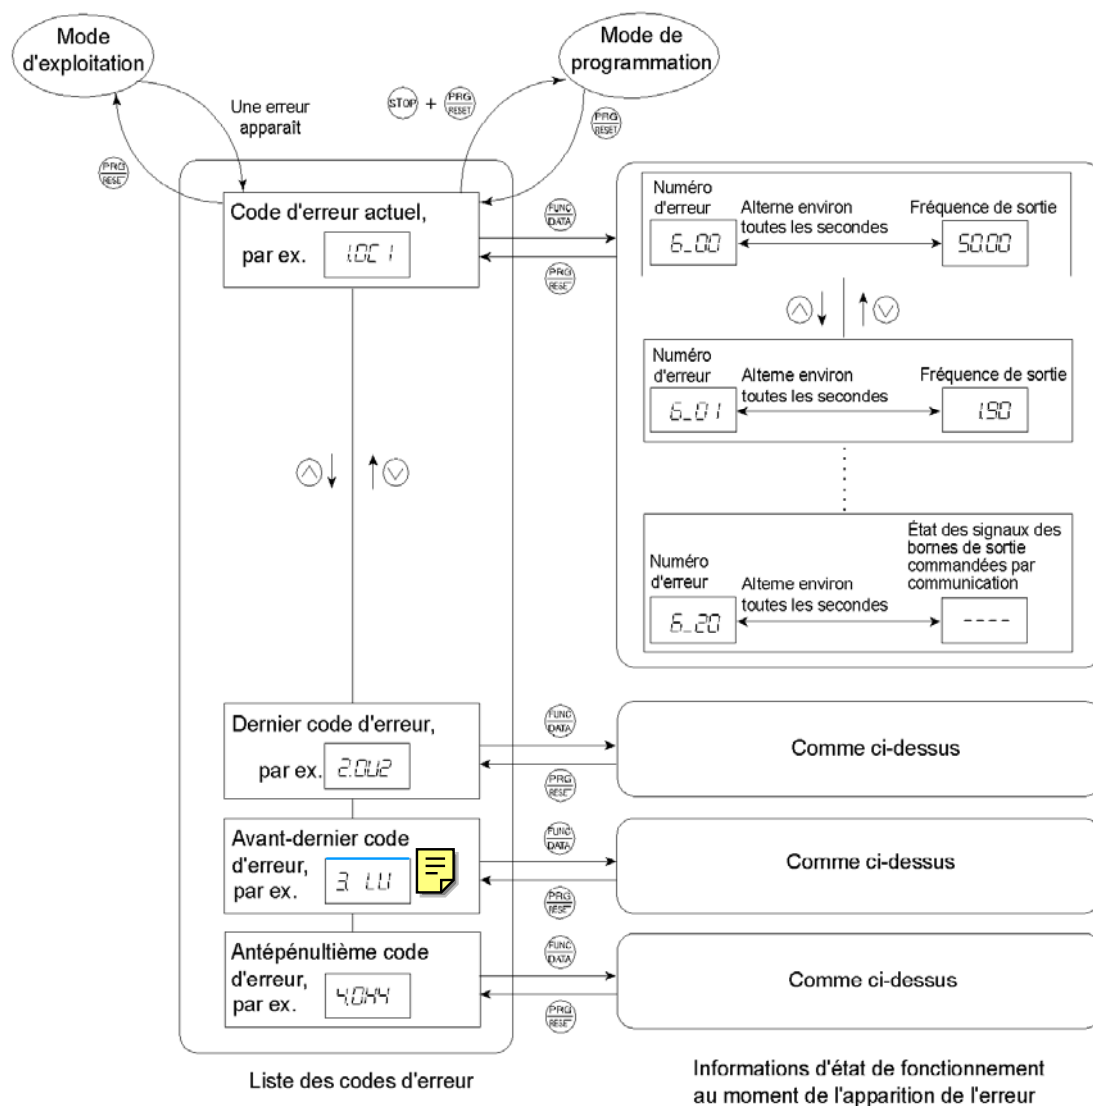 Mode
d'exploitation
Mode de
programmation
Une erreur
apparaît
STOP + PRG
RESET
PRG
RESET
PRG
RESE
Code d'erreur actuel,
par ex. 1.OC1
FUNC
DATA
PRG
RESE
Numéro
d'erreur
Alterne environ
toutes les secondes
Fréquence de sortie
6_00
50.00
Numéro
d'erreur
Alterne environ
toutes les secondes
Fréquence de sortie
6_01
1.90
Numéro
d'erreur
Alterne environ
toutes les secondes
État des signaux des
bornes de sortie
commandées par
communication
6_20
----
Dernier code d'erreur,
par ex. 2.OU2
FUNC
DATA
PRG
RESE
Comme ci-dessus
Avant-dernier code
d'erreur,
par ex. 3. LU
FUNC
DATA
PRG
RESE
Comme ci-dessus
Antépénultième code
d'erreur,
par ex. 4.OH4
FUNC
DATA
PRG
RESE
Comme ci-dessus
Liste des codes d'erreur
Informations d'état de fonctionnement
au moment de l'apparition de l'erreur